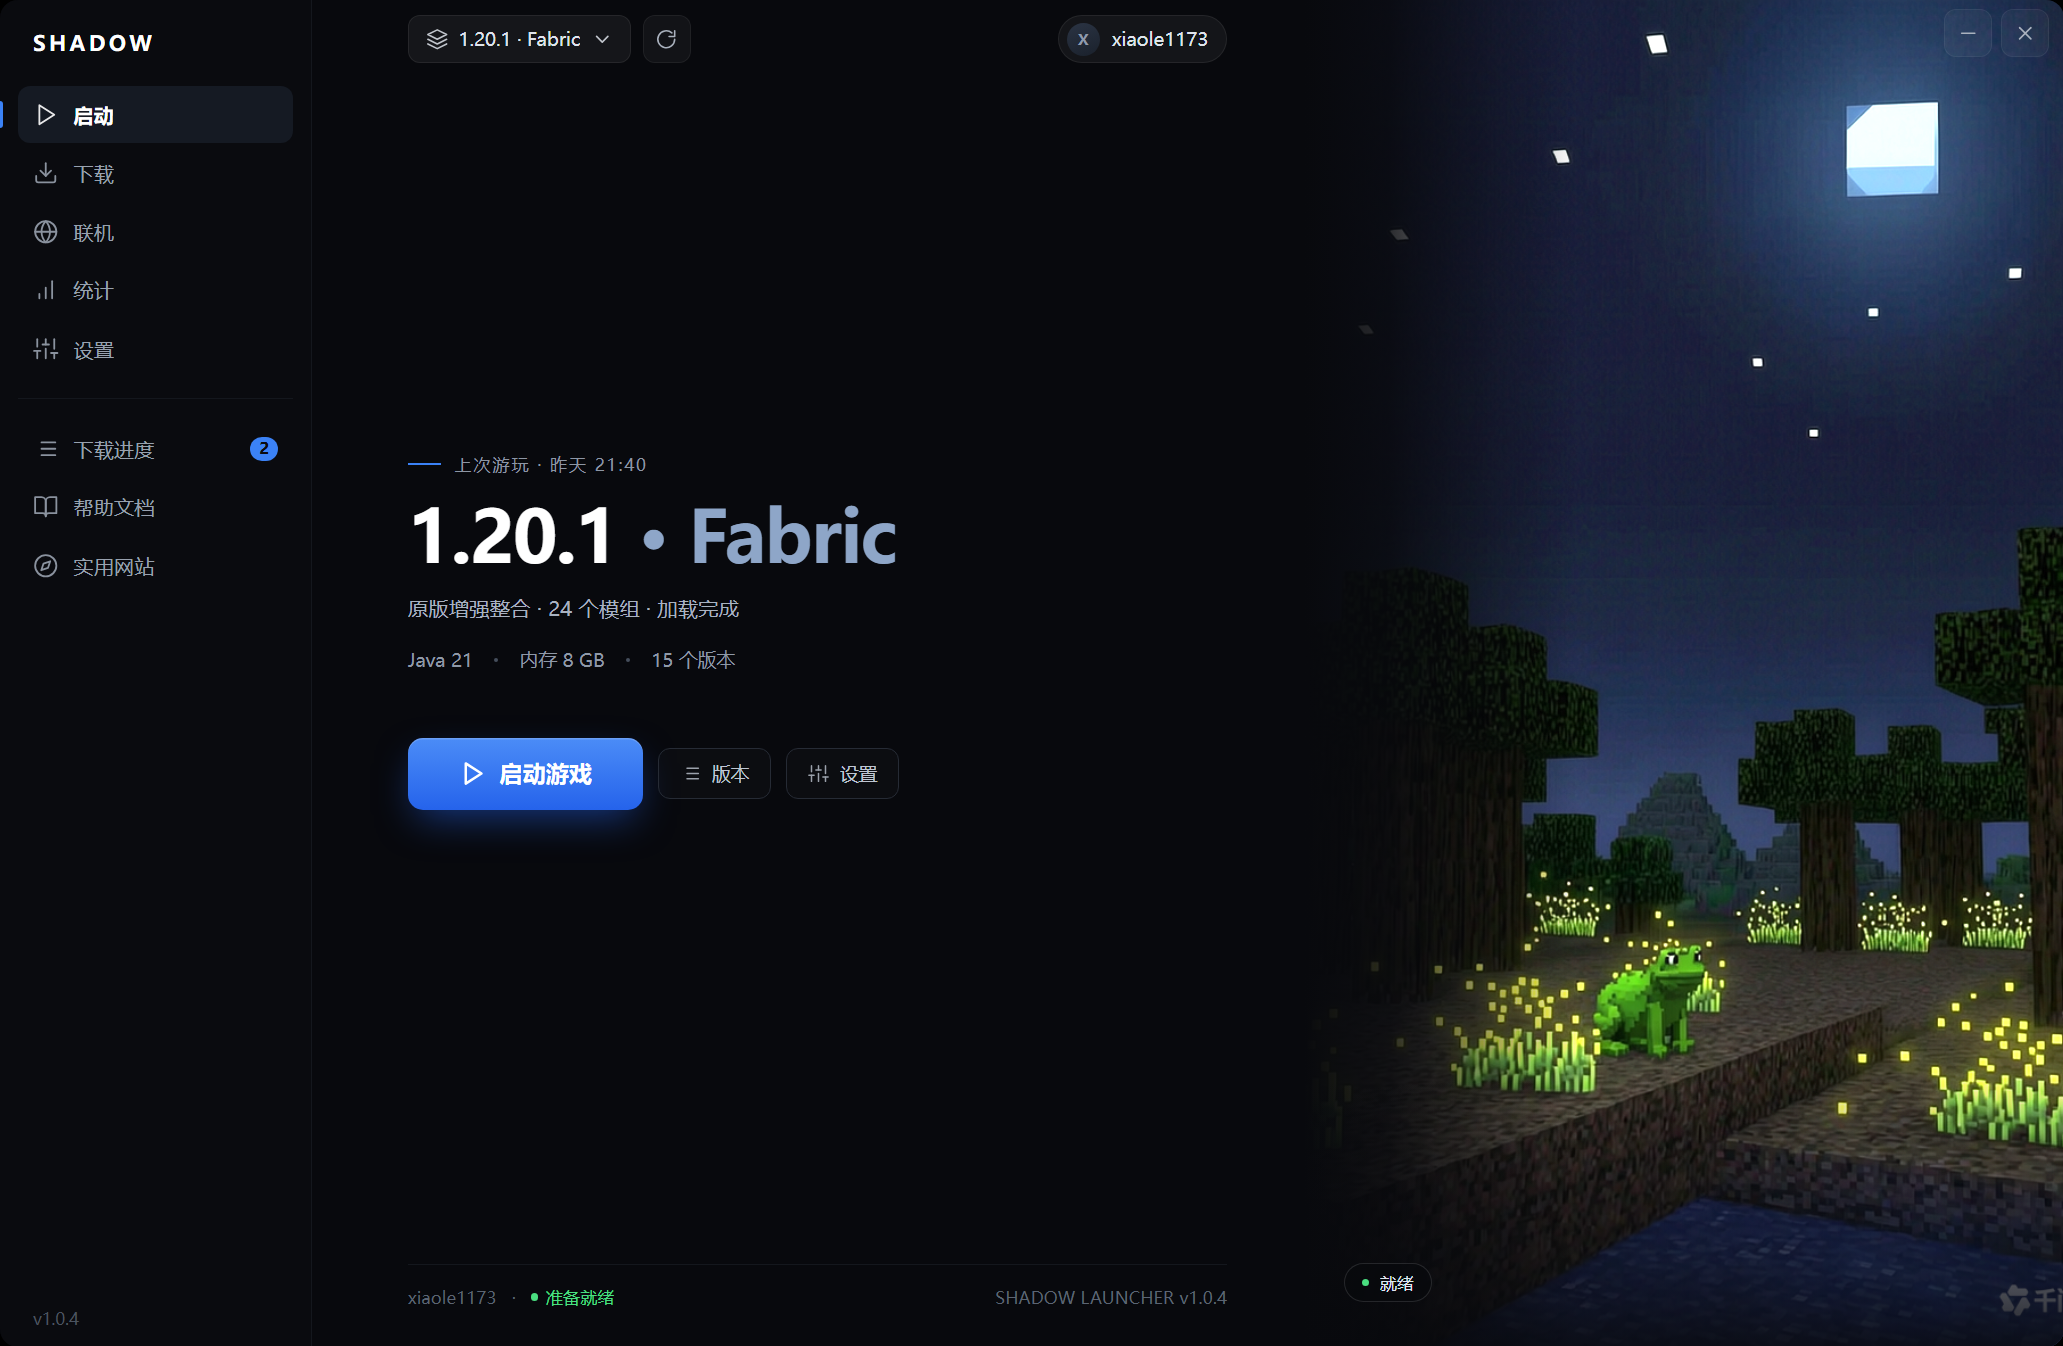 SHADOW
启动
下载
联机
统计
设置
下载进度 2
帮助文档
实用网站
v1.0.4
1.20.1 · Fabric
X xiaole1173
上次游玩 · 昨天 21:40
1.20.1 • Fabric
原版增强整合 · 24 个模组 · 加载完成
Java 21 • 内存 8 GB • 15 个版本
启动游戏
版本
设置
xiaole1173 · 准备就绪
SHADOW LAUNCHER v1.0.4
就绪
千